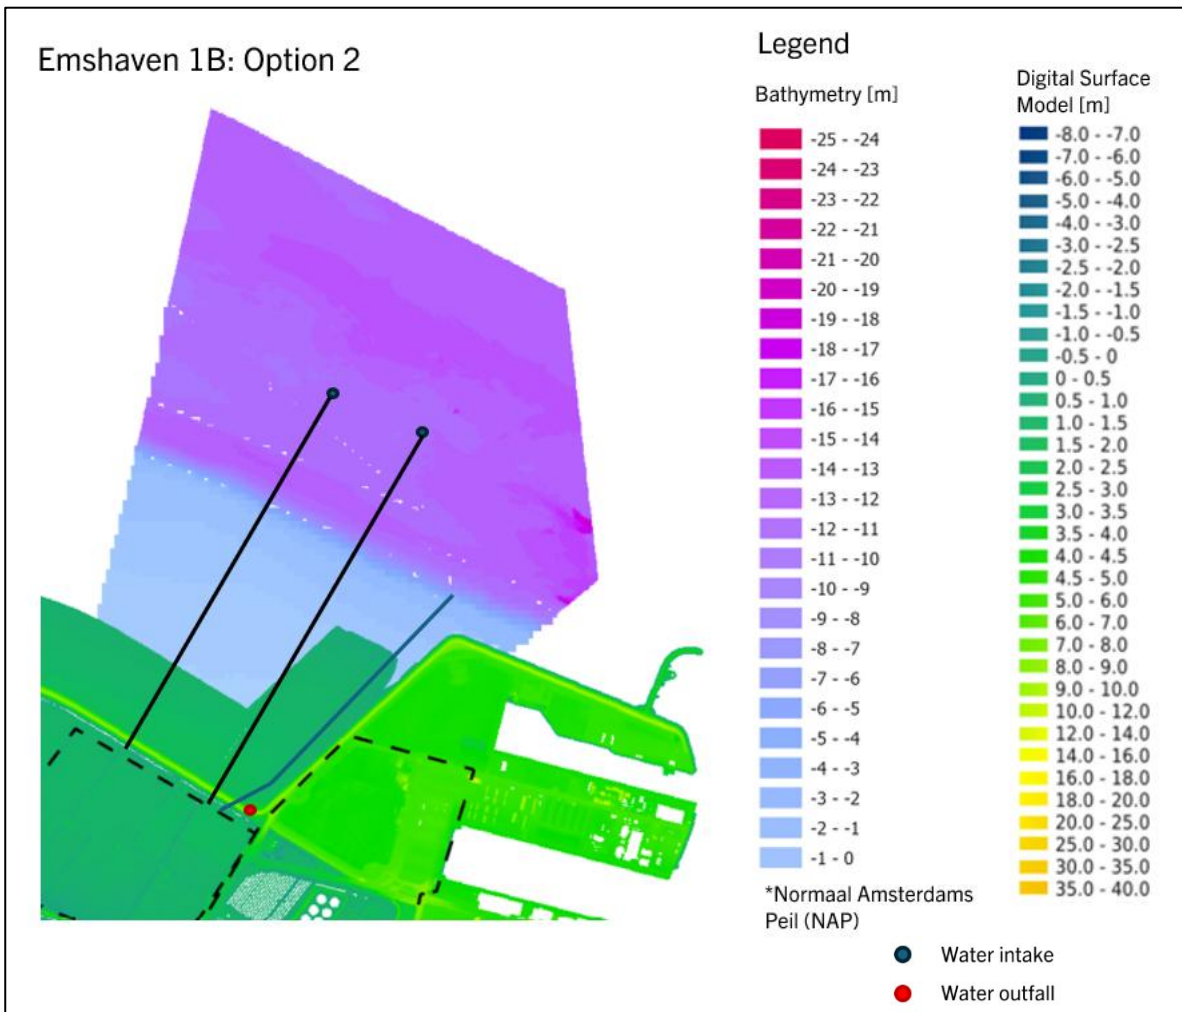 Emshaven 1B: Option 2
Legend
Bathymetry [m]
-25 - -24
-24 - -23
-23 - -22
-22 - -21
-21 - -20
-20 - -19
-19 - -18
-18 - -17
-17 - -16
-16 - -15
-15 - -14
-14 - -13
-13 - -12
-12 - -11
-11 - -10
-10 - -9
-9 - -8
-8 - -7
-7 - -6
-6 - -5
-5 - -4
-4 - -3
-3 - -2
-2 - -1
-1 - 0
*Normaal Amsterdams
Peil (NAP)
Digital Surface
Model [m]
-8.0 - -7.0
-7.0 - -6.0
-6.0 - -5.0
-5.0 - -4.0
-4.0 - -3.0
-3.0 - -2.5
-2.5 - -2.0
-2.0 - -1.5
-1.5 - -1.0
-1.0 - -0.5
-0.5 - 0
0 - 0.5
0.5 - 1.0
1.0 - 1.5
1.5 - 2.0
2.0 - 2.5
2.5 - 3.0
3.0 - 3.5
3.5 - 4.0
4.0 - 4.5
4.5 - 5.0
5.0 - 6.0
6.0 - 7.0
7.0 - 8.0
8.0 - 9.0
9.0 - 10.0
10.0 - 12.0
12.0 - 14.0
14.0 - 16.0
16.0 - 18.0
18.0 - 20.0
20.0 - 25.0
25.0 - 30.0
30.0 - 35.0
35.0 - 40.0
Water intake
Water outfall